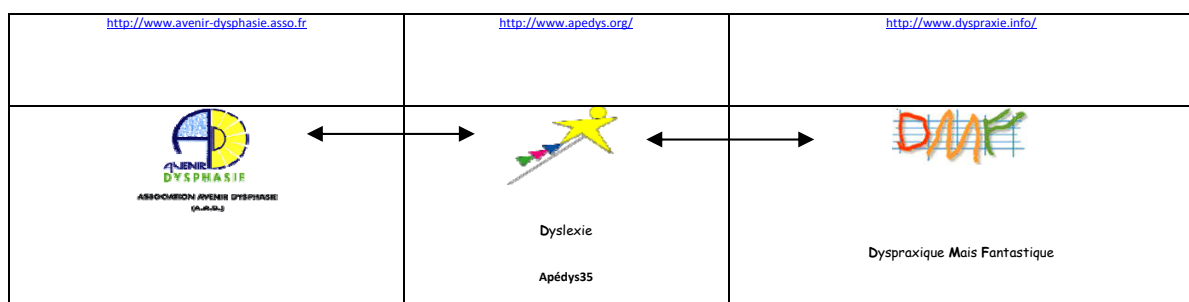 http://www.avenir-dysphasie.asso.fr
http://www.apedys.org/
http://www.dyspraxie.info/
AVENIR
DYSPHASIE
ASSOCIATION AVENIR DYSPHASIE
(A.A.D.)
DMF
Dyslexie
Apédys35
Dyspraxique Mais Fantastique